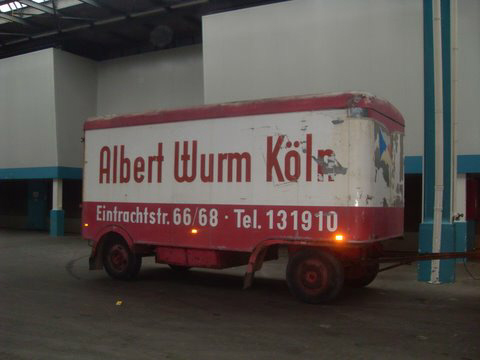 Albert Wurm Köln
Eintrachtstr. 66/68 · Tel. 131910